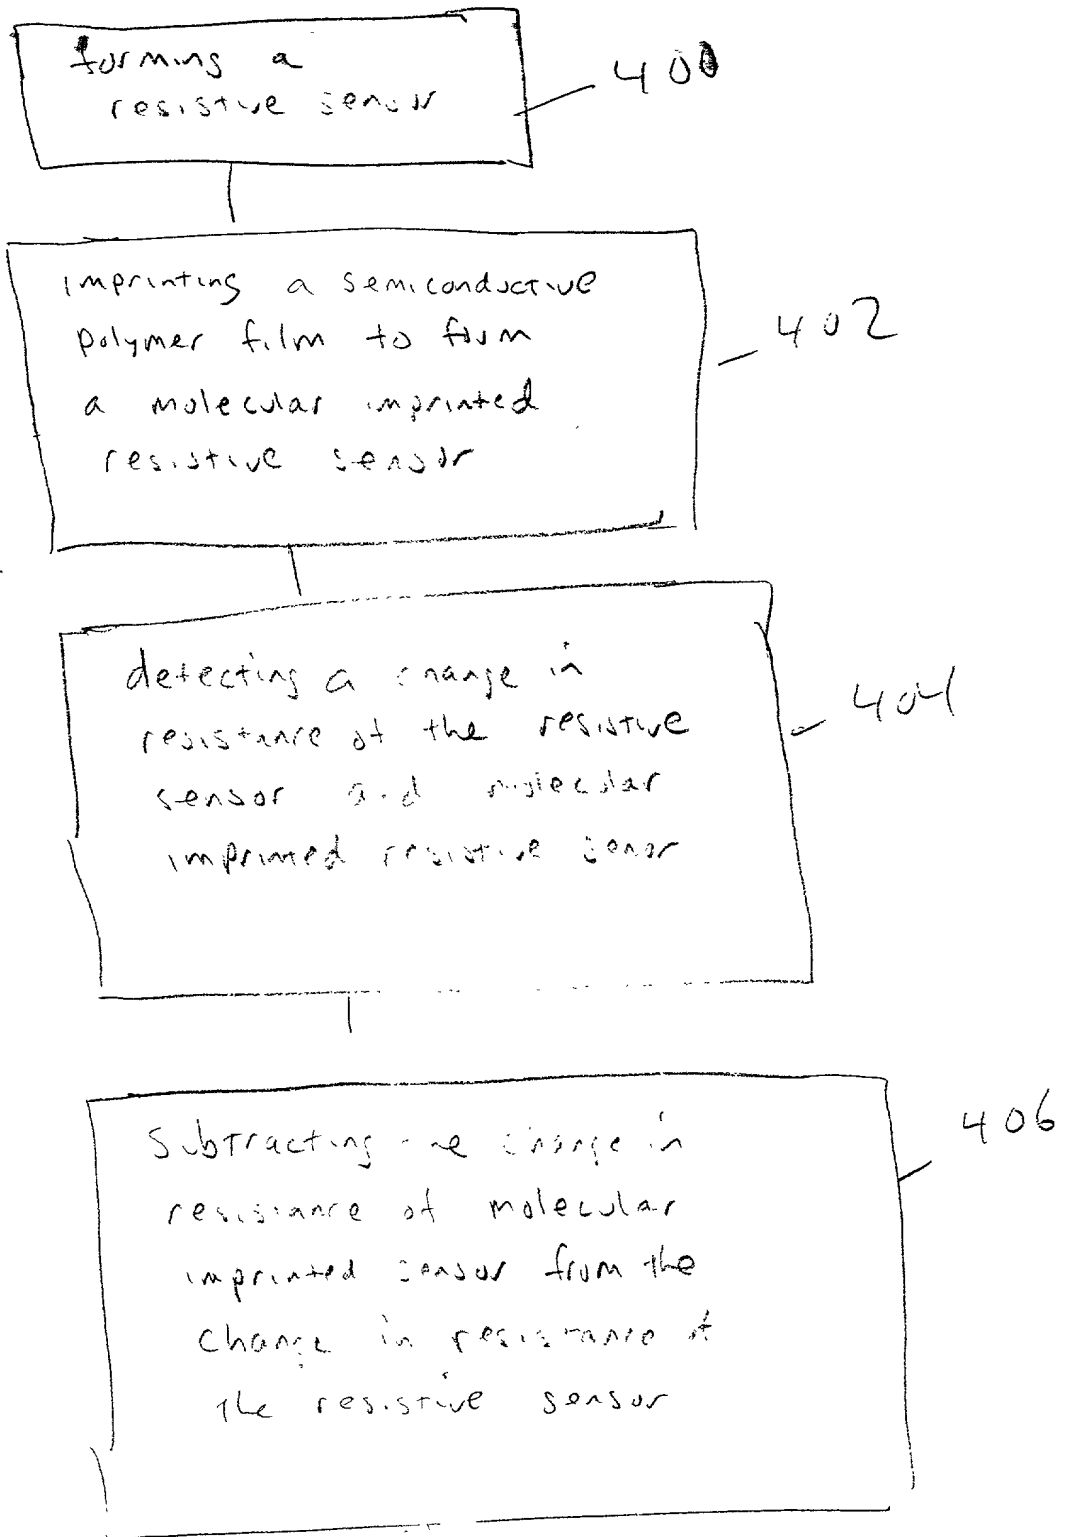 forming a
resistive sensor
400
imprinting a semiconductive
polymer film to form
a molecular imprinted
resistive sensor
402
detecting a change in
resistance of the resistive
sensor and molecular
imprinted resistive senor
404
Subtracting the change in
resistance of molecular
imprinted sensor from the
change in resistance of
the resistive sensor
406